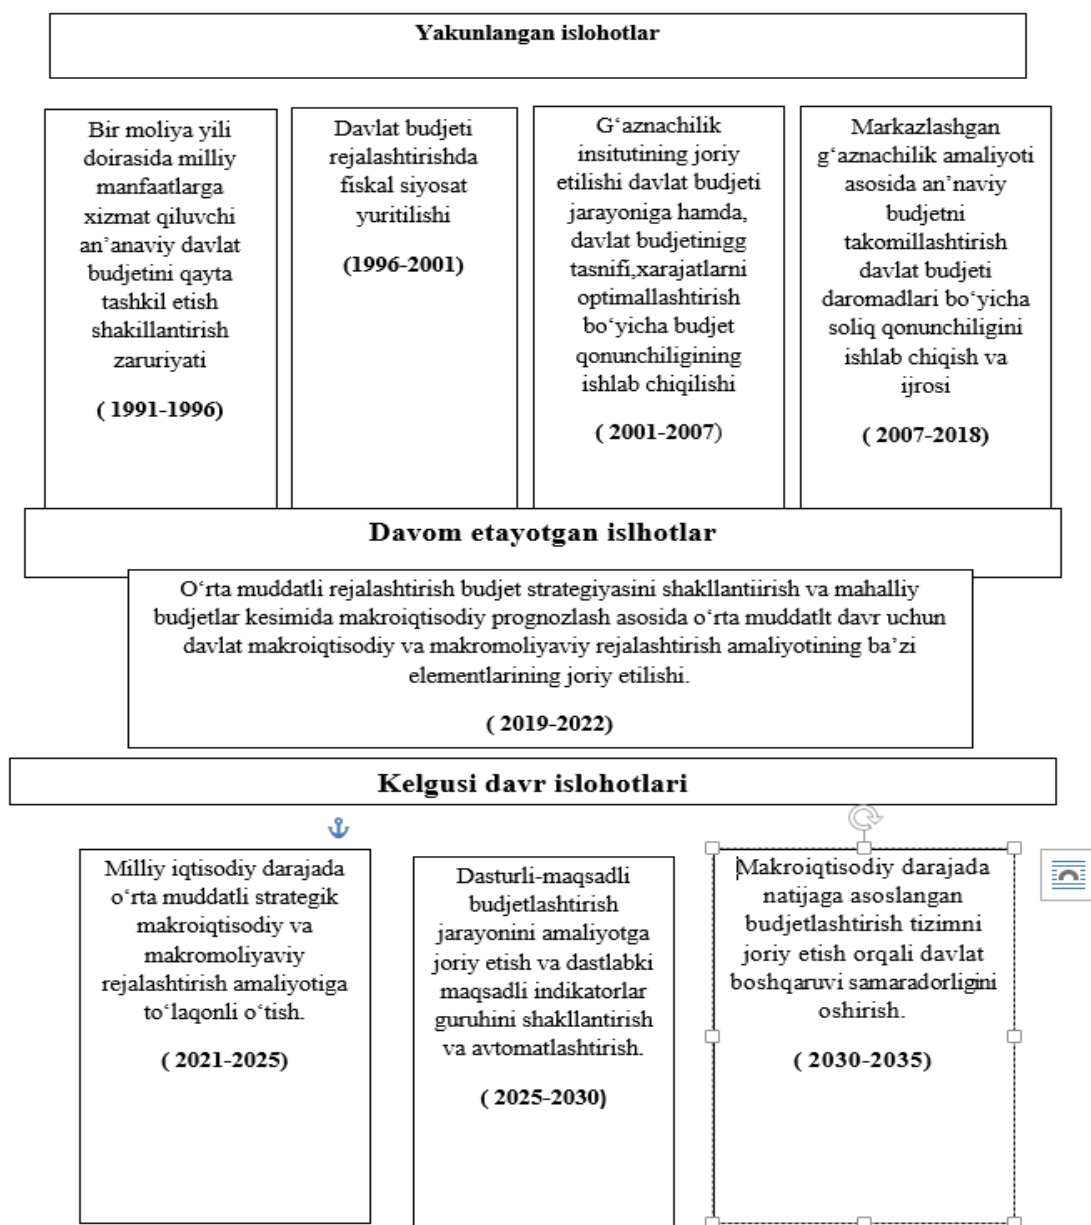 Yakunlangan islohotlar
Bir moliya yili
doirasida milliy
manfaatlarga
xizmat qiluvchi
an’anaviy davlat
budjetini qayta
tashkil etish
shakillantirish
zaruriyati
( 1991-1996)
Davlat budjeti
rejalashtirishda
fiskal siyosat
yuritilishi
(1996-2001)
G‘aznachilik
insitutining joriy
etilishi davlat budjeti
jarayoniga hamda,
davlat budjetinigg
tasnifi,xarajatlarni
optimallashtirish
bo‘yicha budjet
qonunchiligining
ishlab chiqilishi
( 2001-2007)
Markazlashgan
g‘aznachilik amaliyoti
asosida an’naviy
budjetni
takomillashtirish
davlat budjeti
daromadlari bo‘yicha
soliq qonunchiligini
ishlab chiqish va
ijrosi
( 2007-2018)
Davom etayotgan islhotlar
O‘rta muddatli rejalashtirish budjet strategiyasini shakllantiirish va mahalliy
budjetlar kesimida makroiqtisodiy prognozlash asosida o‘rta muddatlt davr uchun
davlat makroiqtisodiy va makromoliyaviy rejalashtirish amaliyotining ba’zi
elementlarining joriy etilishi.
( 2019-2022)
Kelgusi davr islohotlari
Milliy iqtisodiy darajada
o‘rta muddatli strategik
makroiqtisodiy va
makromoliyaviy
rejalashtirish amaliyotiga
to‘laqonli o‘tish.
( 2021-2025)
Dasturli-maqsadli
budjetlashtirish
jarayonini amaliyotga
joriy etish va dastlabki
maqsadli indikatorlar
guruhini shakllantirish
va avtomatlashtirish.
( 2025-2030)
Makroiqtisodiy darajada
natijaga asoslangan
budjetlashtirish tizimni
joriy etish orqali davlat
boshqaruvi samaradorligini
oshirish.
( 2030-2035)